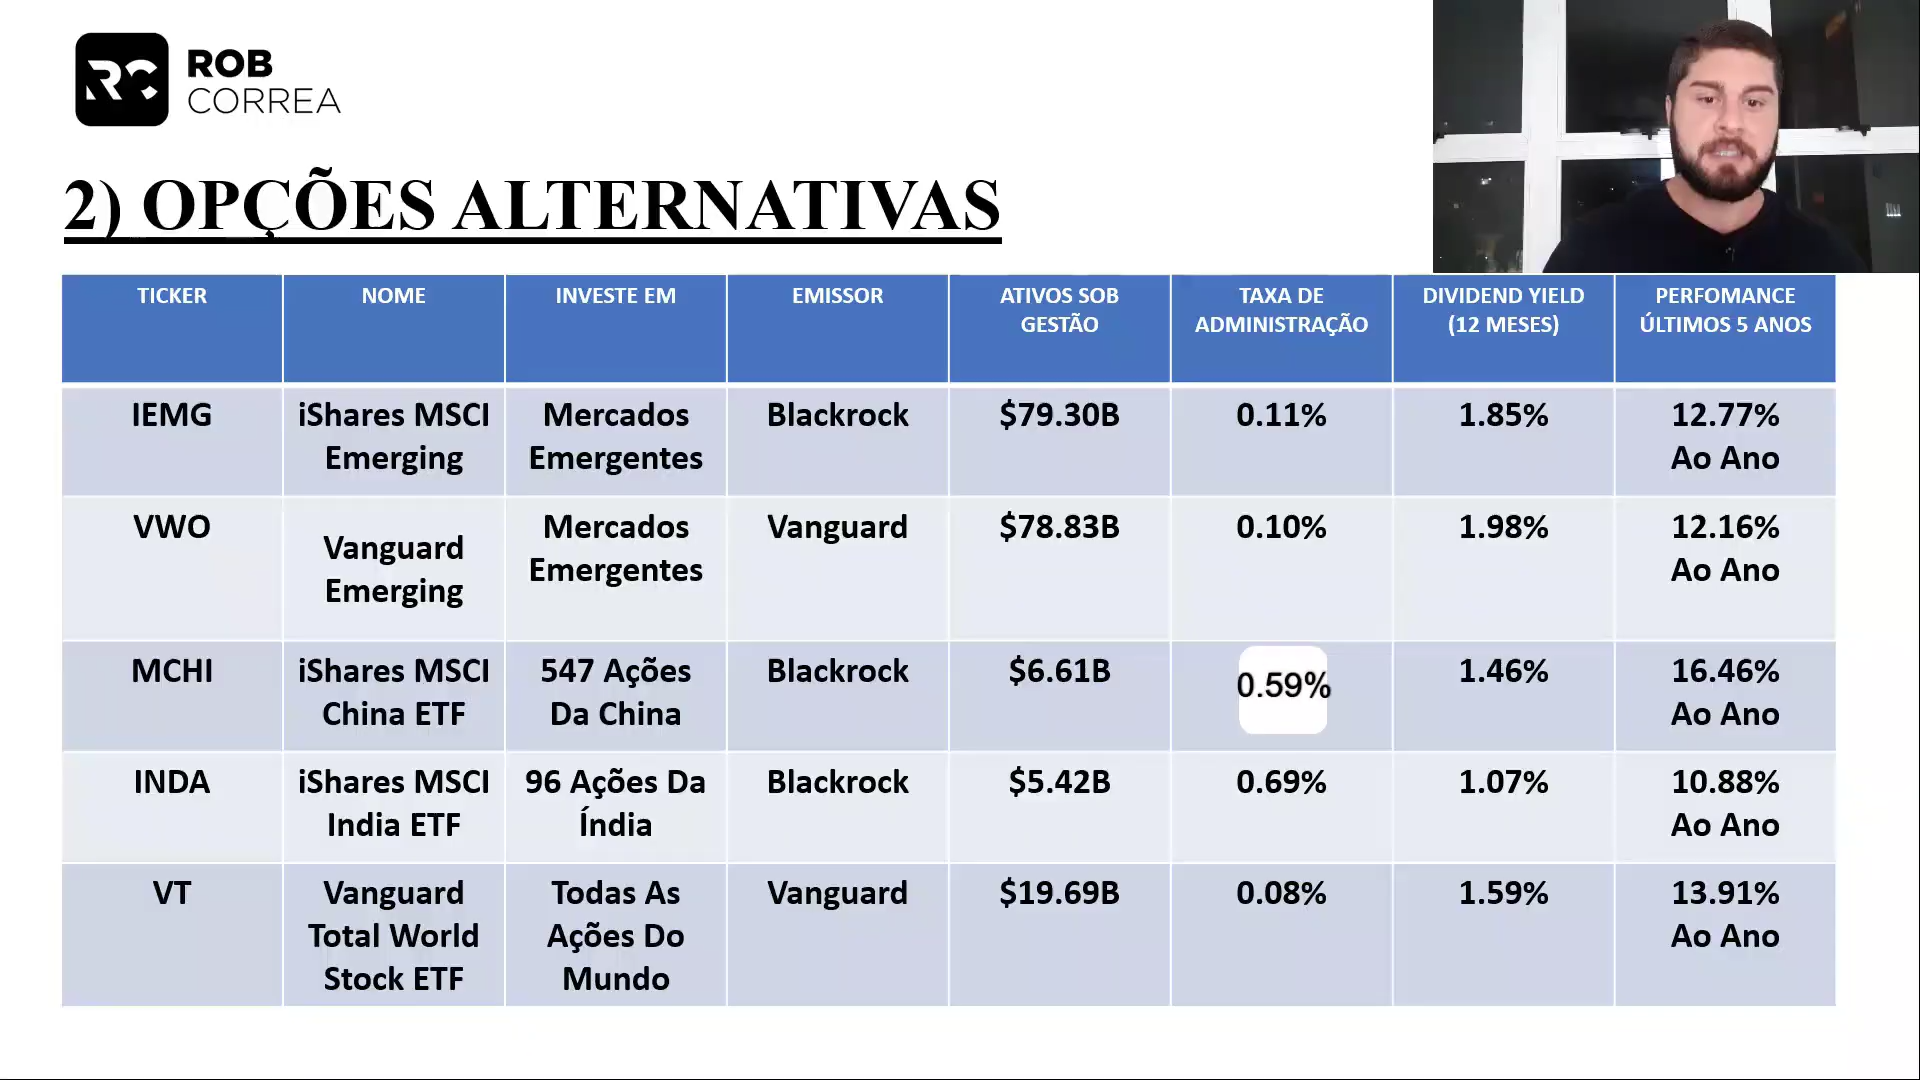 ROB
CORREA
2) OPÇÕES ALTERNATIVAS
TICKER
NOME
INVESTE EM
EMISSOR
ATIVOS SOB
GESTÃO
TAXA DE
ADMINISTRAÇÃO
DIVIDEND YIELD
(12 MESES)
PERFOMANCE
ÚLTIMOS 5 ANOS
IEMG
iShares MSCI
Emerging
Mercados
Emergentes
Blackrock
$79.30B
0.11%
1.85%
12.77%
Ao Ano
VWO
Vanguard
Emerging
Mercados
Emergentes
Vanguard
$78.83B
0.10%
1.98%
12.16%
Ao Ano
MCHI
iShares MSCI
China ETF
547 Ações
Da China
Blackrock
$6.61B
0.59%
1.46%
16.46%
Ao Ano
INDA
iShares MSCI
India ETF
96 Ações Da
Índia
Blackrock
$5.42B
0.69%
1.07%
10.88%
Ao Ano
VT
Vanguard
Total World
Stock ETF
Todas As
Ações Do
Mundo
Vanguard
$19.69B
0.08%
1.59%
13.91%
Ao Ano